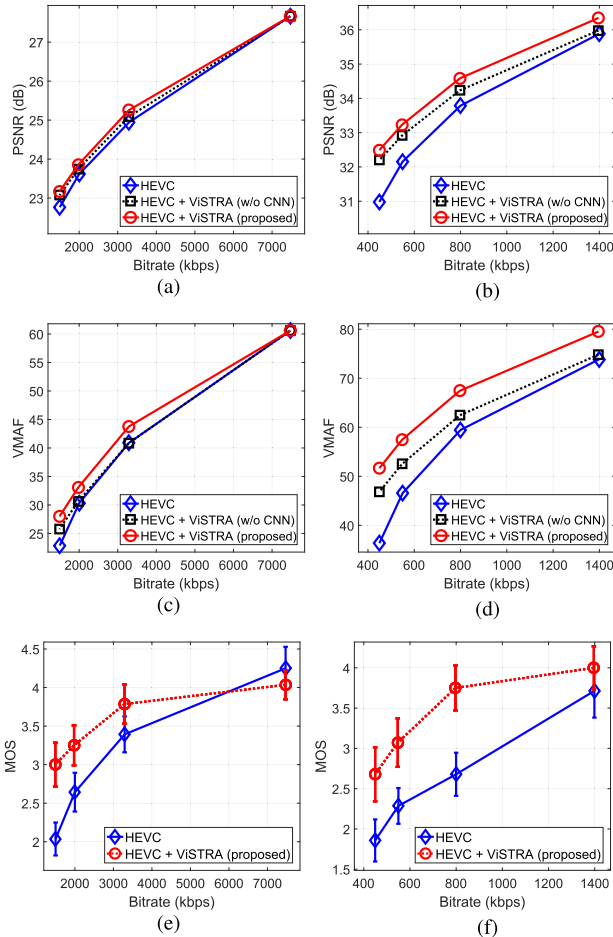 27
26
25
24
23
PSNR (dB)
HEVC
HEVC + ViSTRA (w/o CNN)
HEVC + ViSTRA (proposed)
2000 3000 4000 5000 6000 7000
Bitrate (kbps)
(a)
36
35
34
33
32
31
PSNR (dB)
HEVC
HEVC + ViSTRA (w/o CNN)
HEVC + ViSTRA (proposed)
400 600 800 1000 1200 1400
Bitrate (kbps)
(b)
60
55
50
45
40
35
30
25
VMAF
HEVC
HEVC + ViSTRA (w/o CNN)
HEVC + ViSTRA (proposed)
2000 3000 4000 5000 6000 7000
Bitrate (kbps)
(c)
80
70
60
50
40
VMAF
HEVC
HEVC + ViSTRA (w/o CNN)
HEVC + ViSTRA (proposed)
400 600 800 1000 1200 1400
Bitrate (kbps)
(d)
4.5
4
3.5
3
2.5
2
MOS
HEVC
HEVC + ViSTRA (proposed)
2000 3000 4000 5000 6000 7000
Bitrate (kbps)
(e)
4
3.5
3
2.5
2
1.5
MOS
HEVC
HEVC + ViSTRA (proposed)
400 600 800 1000 1200 1400
Bitrate (kbps)
(f)